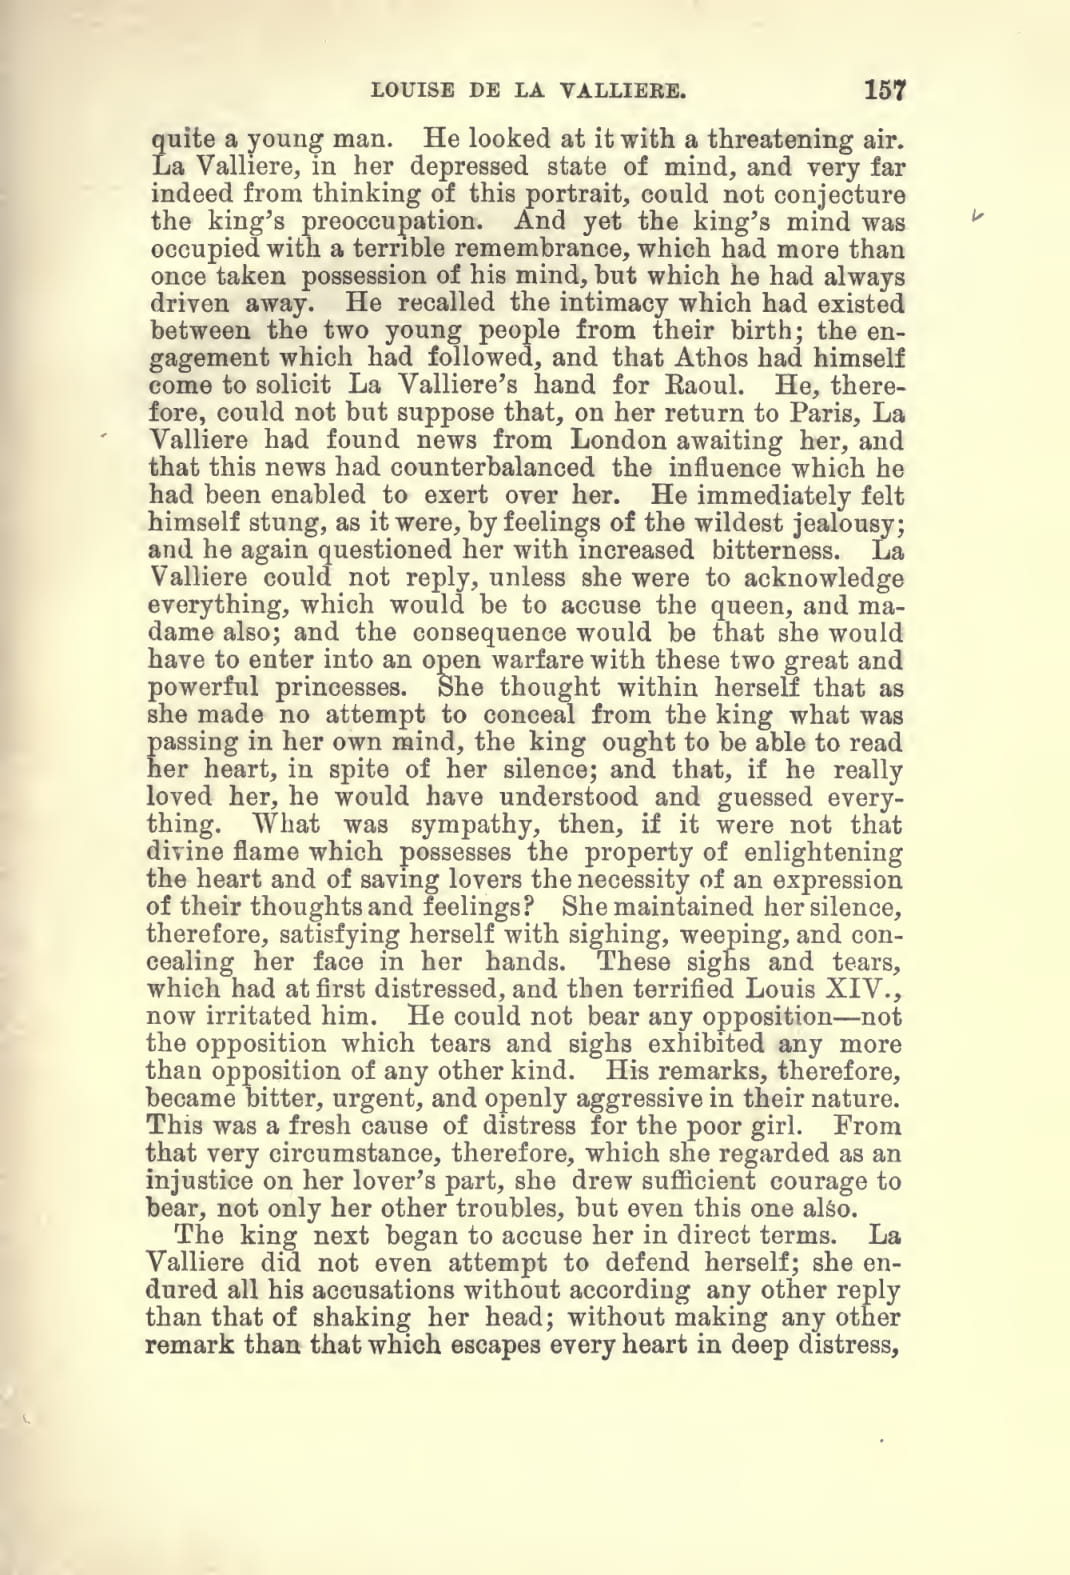 LOUISE DE LA VALLIERE. 157
quite a young man. He looked at it with a threatening air.
La Valliere, in her depressed state of mind, and very far
indeed from thinking of this portrait, could not conjecture
the king's preoccupation. And yet the king's mind was
occupied with a terrible remembrance, which had more than
once taken possession of his mind, but which he had always
driven away. He recalled the intimacy which had existed
between the two young people from their birth; the en-
gagement which had followed, and that Athos had himself
come to solicit La Valliere's hand for Raoul. He, there-
fore, could not but suppose that, on her return to Paris, La
Valliere had found news from London awaiting her, and
that this news had counterbalanced the influence which he
had been enabled to exert over her. He immediately felt
himself stung, as it were, by feelings of the wildest jealousy;
and he again questioned her with increased bitterness. La
Valliere could not reply, unless she were to acknowledge
everything, which would be to accuse the queen, and ma-
dame also; and the consequence would be that she would
have to enter into an open warfare with these two great and
powerful princesses. She thought within herself that as
she made no attempt to conceal from the king what was
passing in her own mind, the king ought to be able to read
her heart, in spite of her silence; and that, if he really
loved her, he would have understood and guessed every-
thing. What was sympathy, then, if it were not that
divine flame which possesses the property of enlightening
the heart and of saving lovers the necessity of an expression
of their thoughts and feelings? She maintained her silence,
therefore, satisfying herself with sighing, weeping, and con-
cealing her face in her hands. These sighs and tears,
which had at first distressed, and then terrified Louis XIV.,
now irritated him. He could not bear any opposition—not
the opposition which tears and sighs exhibited any more
than opposition of any other kind. His remarks, therefore,
became bitter, urgent, and openly aggressive in their nature.
This was a fresh cause of distress for the poor girl. From
that very circumstance, therefore, which she regarded as an
injustice on her lover's part, she drew sufficient courage to
bear, not only her other troubles, but even this one also.
The king next began to accuse her in direct terms. La
Valliere did not even attempt to defend herself; she en-
dured all his accusations without according any other reply
than that of shaking her head; without making any other
remark than that which escapes every heart in deep distress,